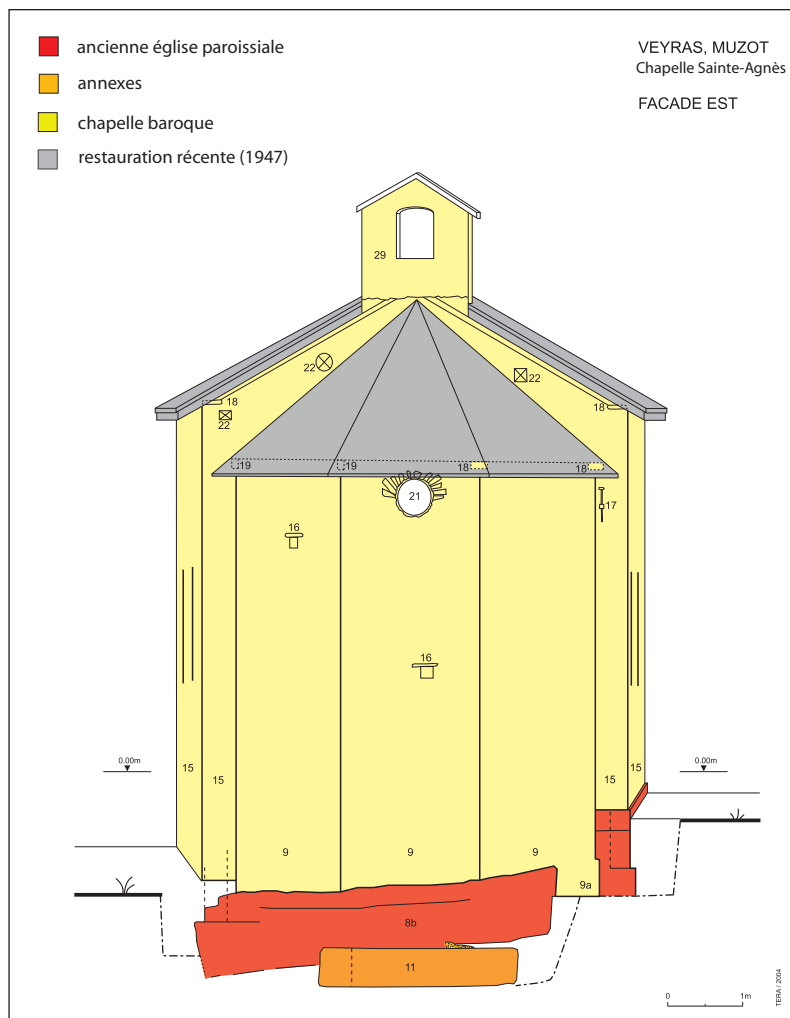 ancienne église paroissiale
annexes
chapelle baroque
restauration récente (1947)
VEYRAS, MUZOT
Chapelle Sainte-Agnès
FACADE EST
29
22
22
18
22
18
19
19
18
18
21
17
16
16
0.00m
0.00m
15
15
15
15
9
9
9
9a
8b
11
0
1m
TERA / 2004